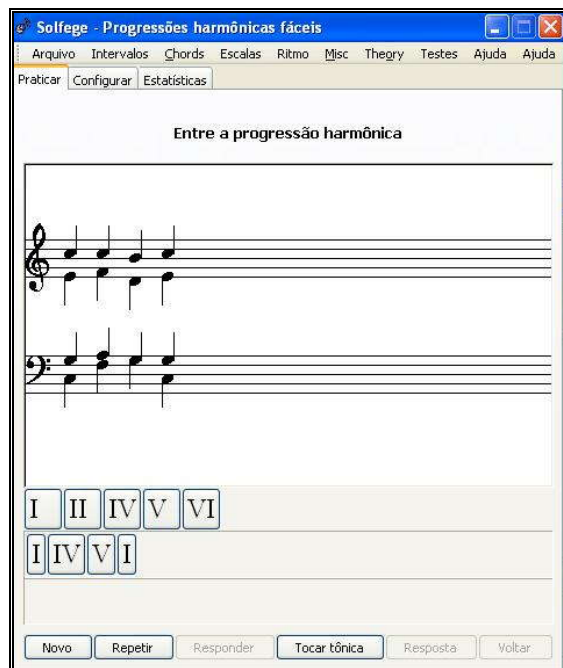 Solfege - Progressões harmônicas fáceis
Arquivo Intervalos Chords Escalas Ritmo Misc Theory Testes Ajuda Ajuda
Praticar Configurar Estatísticas
Entre a progressão harmônica
I II IV V VI
I IV V I
Novo Repetir Responder Tocar tônica Resposta Voltar